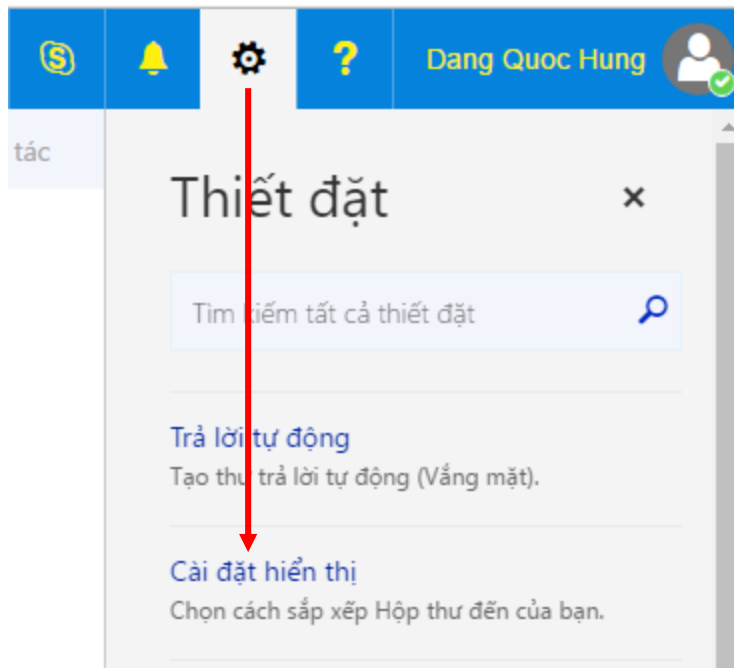 Dang Quoc Hung
tác
Thiết đặt
Tìm kiếm tất cả thiết đặt
Trả lời tự động
Tạo thư trả lời tự động (Vắng mặt).
Cài đặt hiển thị
Chọn cách sắp xếp Hộp thư đến của bạn.